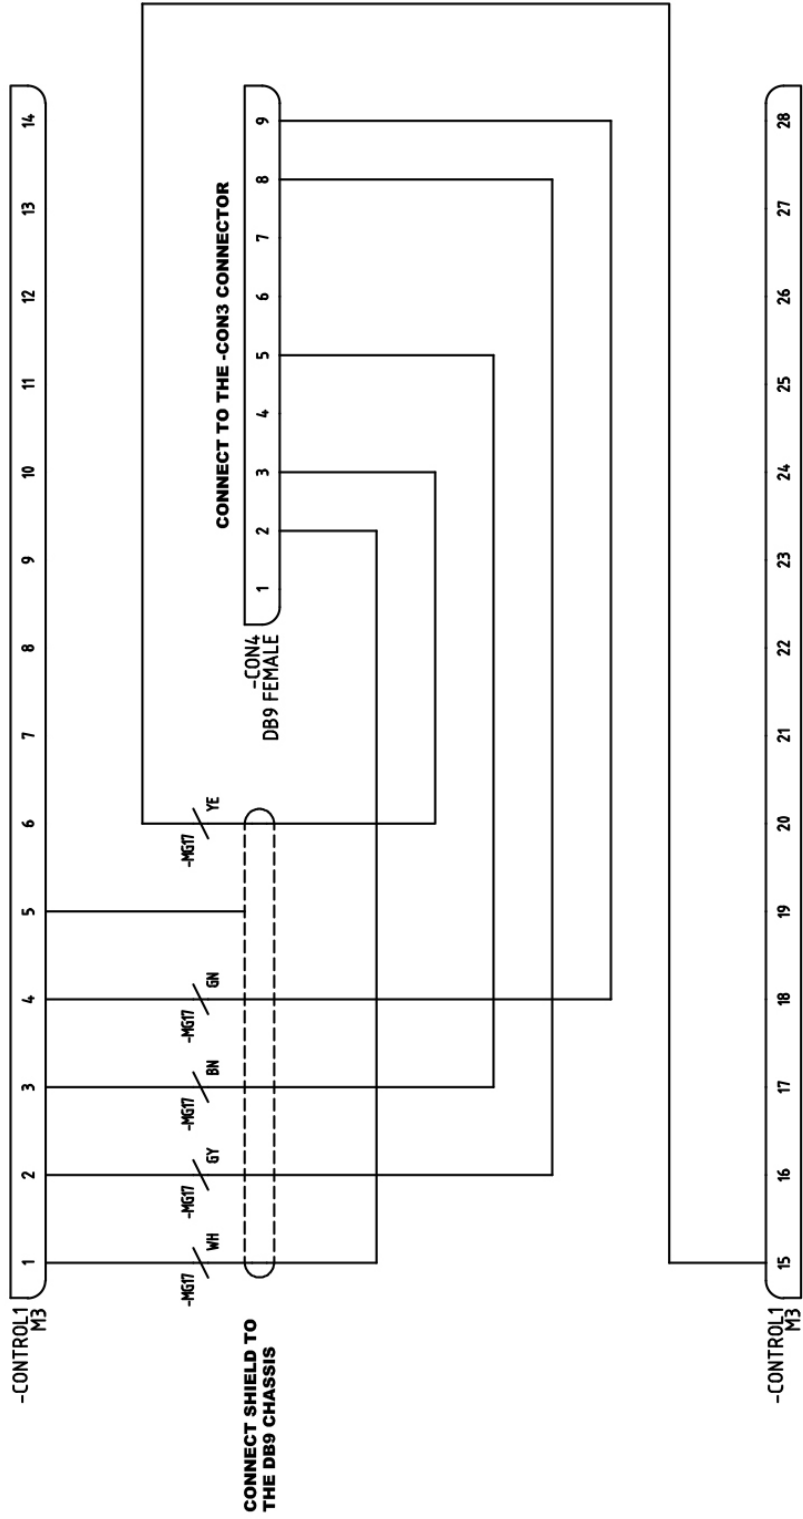 -CONTROL1
M3
1 2 3 4 5 6 7 8 9 10 11 12 13 14
-MG17 -MG17 -MG17 -MG17 -MG17
WH GY BN GN YE
CONNECT TO THE -CON3 CONNECTOR
CONNECT SHIELD TO
THE DB9 CHASSIS
-CON4
DB9 FEMALE
1 2 3 4 5 6 7 8 9
-CONTROL1
M3
15 16 17 18 19 20 21 22 23 24 25 26 27 28